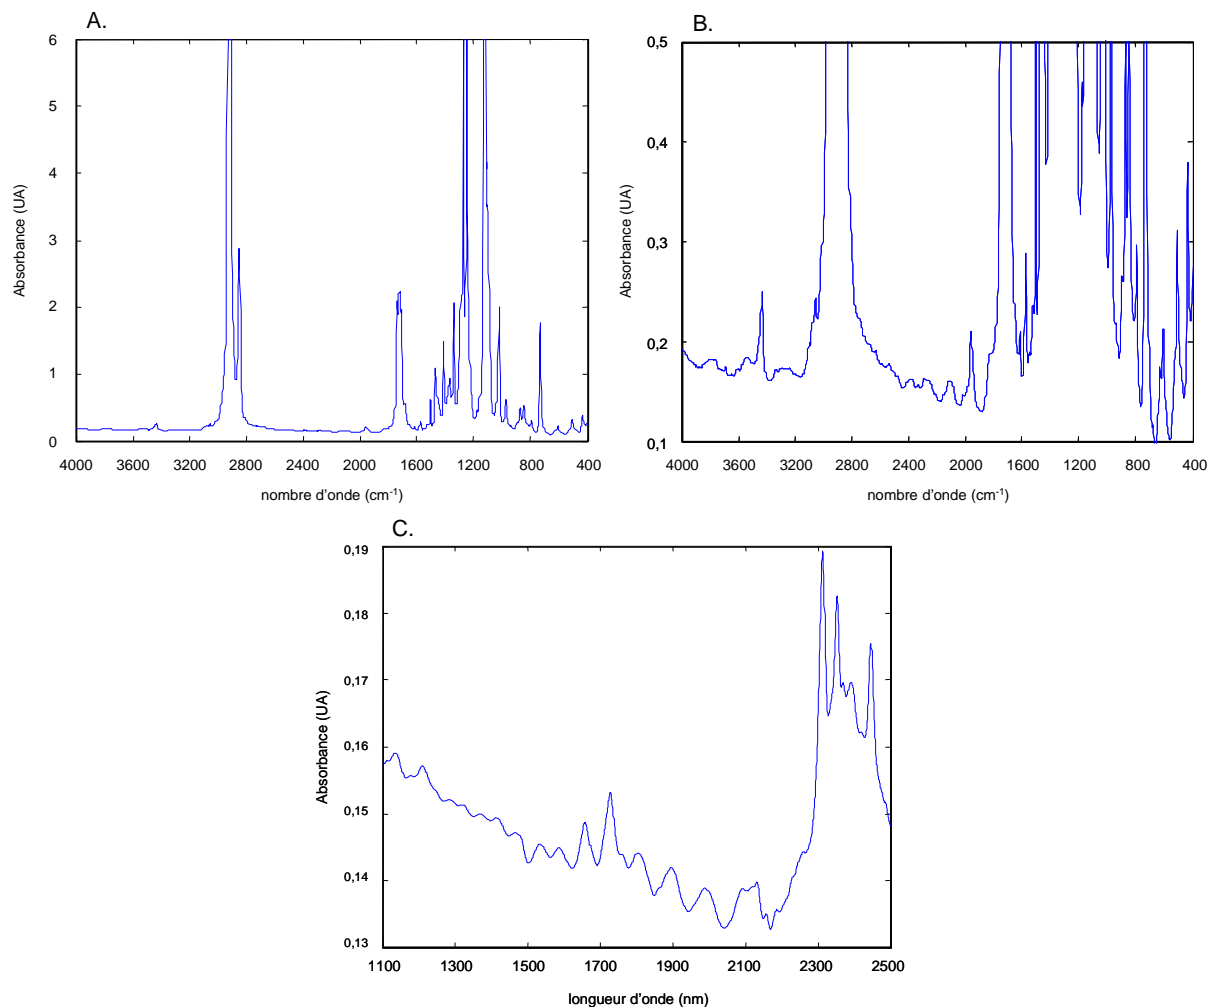 A.
6
5
4
3
2
1
0
Absorbance (UA)
4000 3600 3200 2800 2400 2000 1600 1200 800 400
nombre d'onde (cm-1)
B.
0,5
0,4
0,3
0,2
0,1
Absorbance (UA)
4000 3600 3200 2800 2400 2000 1600 1200 800 400
nombre d'onde (cm-1)
C.
0,19
0,18
0,17
0,16
0,15
0,14
0,13
Absorbance (UA)
1100 1300 1500 1700 1900 2100 2300 2500
longueur d'onde (nm)